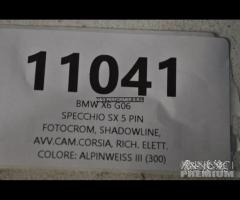 11041
BMW X6 G06
SPECCHIO SX 5 PIN
FOTOCROM, SHADOWLINE,
AVV.CAM.CORSIA, RICH. ELETT.
COLORE: ALPINWEISS III (300)
PREMIUM